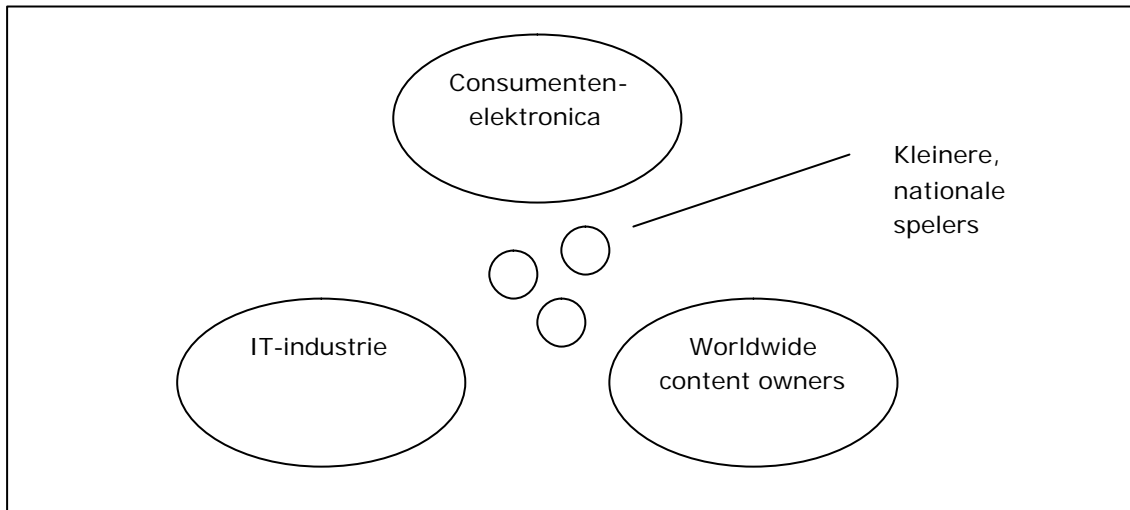 Consumenten-
elektronica
Kleinere,
nationale
spelers
IT-industrie
Worldwide
content owners